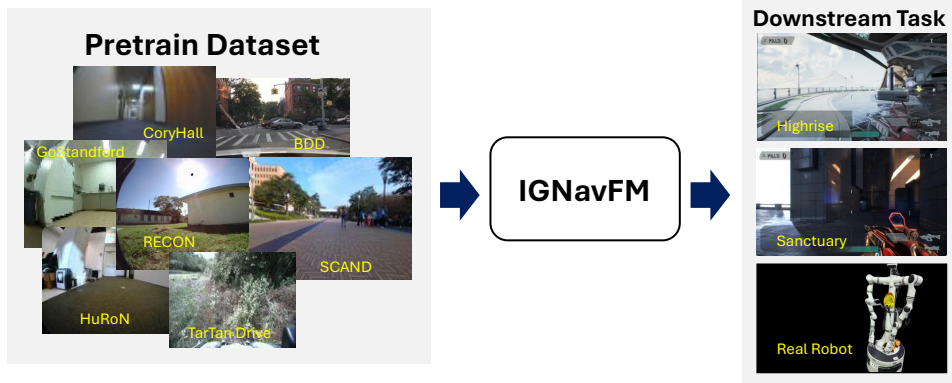 Pretrain Dataset
CoryHall
BDD
GoStandford
RECON
SCAND
HuRoN
TarTan Drive
IGNavFM
Downstream Task
Highrise
Sanctuary
Real Robot